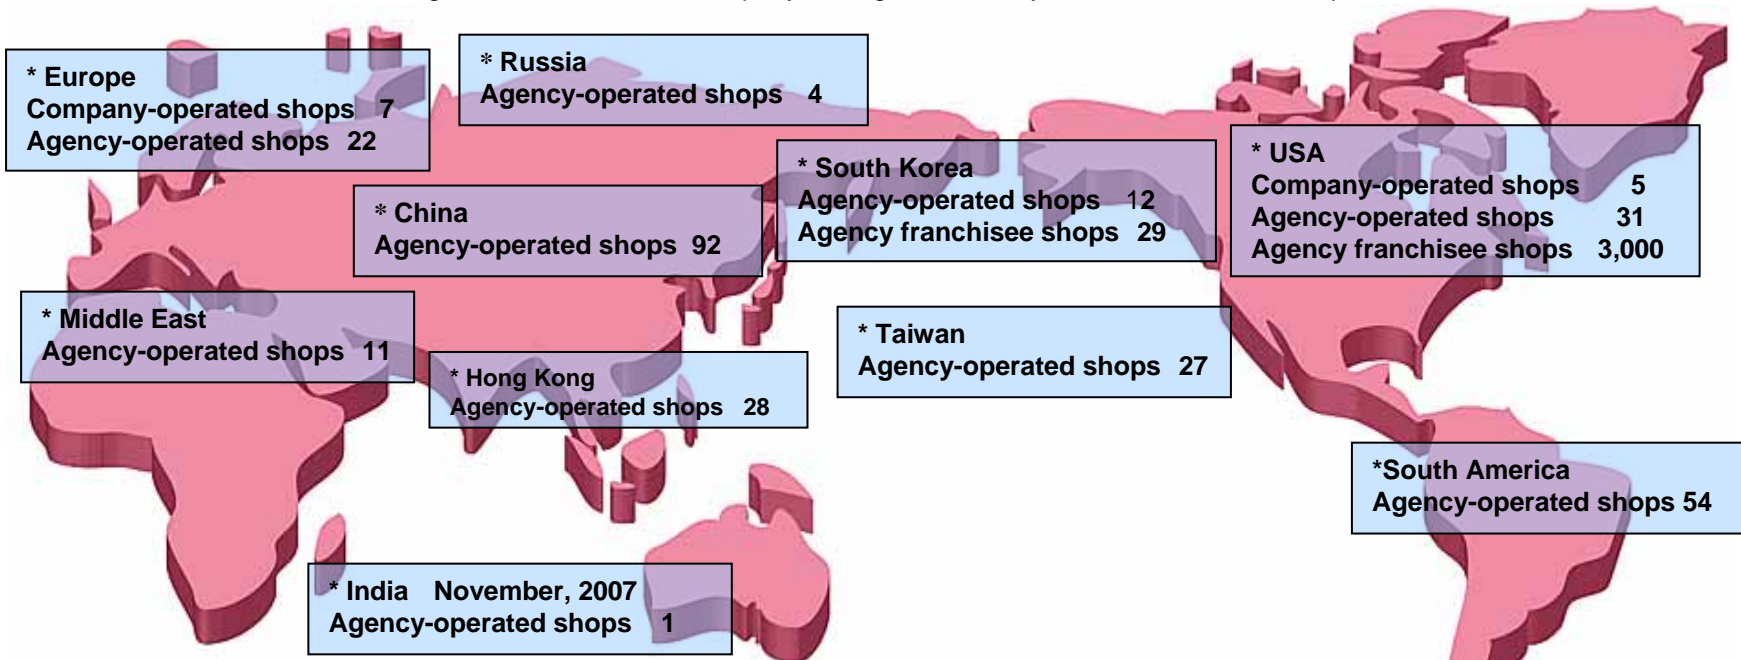 * Europe
Company-operated shops 7
Agency-operated shops 22
* Russia
Agency-operated shops 4
* China
Agency-operated shops 92
* South Korea
Agency-operated shops 12
Agency franchisee shops 29
* USA
Company-operated shops 5
Agency-operated shops 31
Agency franchisee shops 3,000
* Middle East
Agency-operated shops 11
* Hong Kong
Agency-operated shops 28
* Taiwan
Agency-operated shops 27
*South America
Agency-operated shops 54
* India November, 2007
Agency-operated shops 1